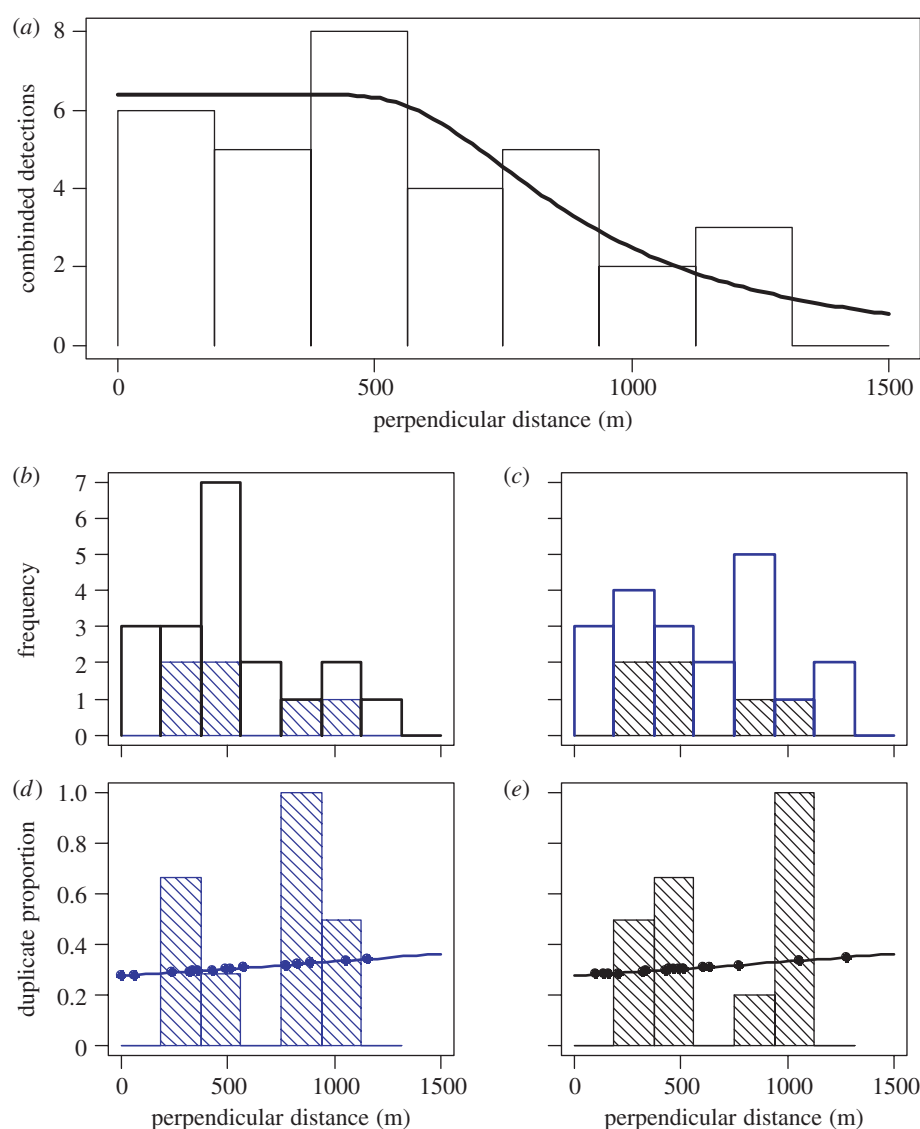 (a)
8
6
4
2
0
combinded detections
0 500 1000 1500
perpendicular distance (m)
(b) (c)
7
6
5
4
3
2
1
0
frequency
(d) (e)
1.0
0.8
0.6
0.4
0.2
0
duplicate proportion
0 500 1000 1500 0 500 1000 1500
perpendicular distance (m) perpendicular distance (m)